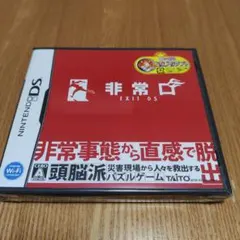 NINTENDO DS
非常口
EXIT DS
非常事態から直感で脱出
頭脳派
災害現場から人々を救出する
パズルゲーム
TAITO
Wi-Fi